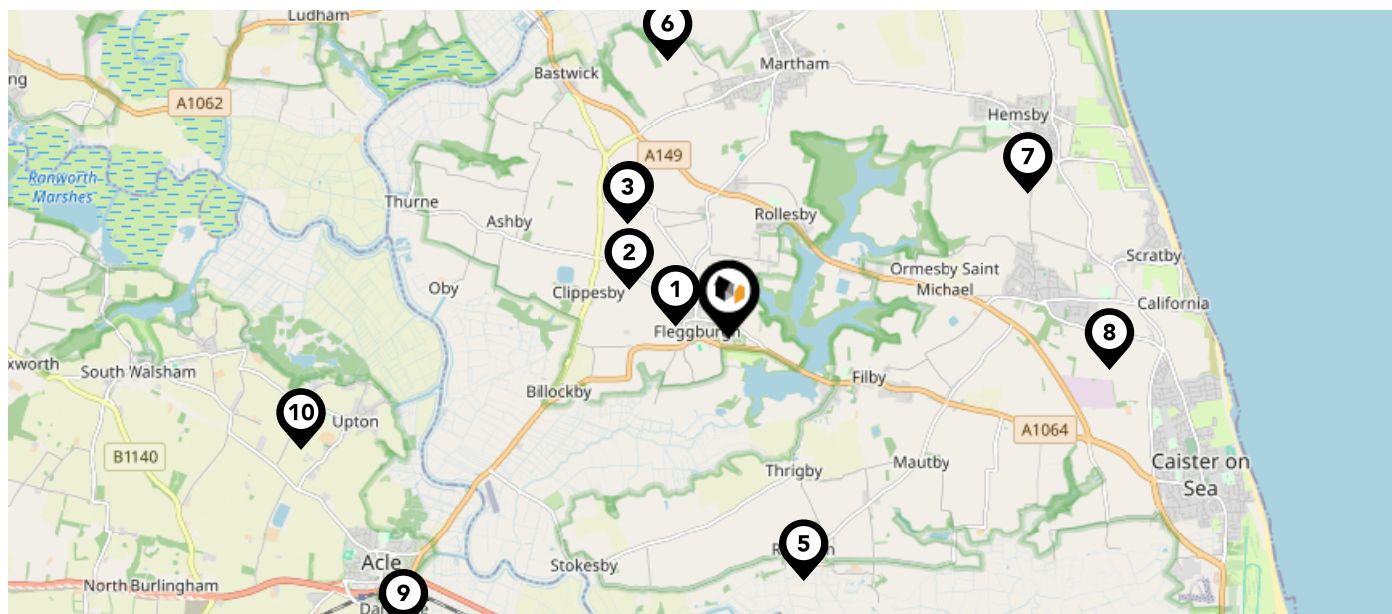 Ludham
6
Bastwick
Martham
ng
A1062
Hemsby
A149
7
Ranworth
Marshes
3
Thurne
Ashby
Rollesby
2
Scratby
Ormesby Saint
Michael
Oby
Clippesby
1
California
Fleggburgh
8
xworth
South Walsham
Filby
Billockby
10
Upton
A1064
B1140
Mautby
Caister on
Sea
Thrigby
5
Acle
Stokesby
North Burlingham
9